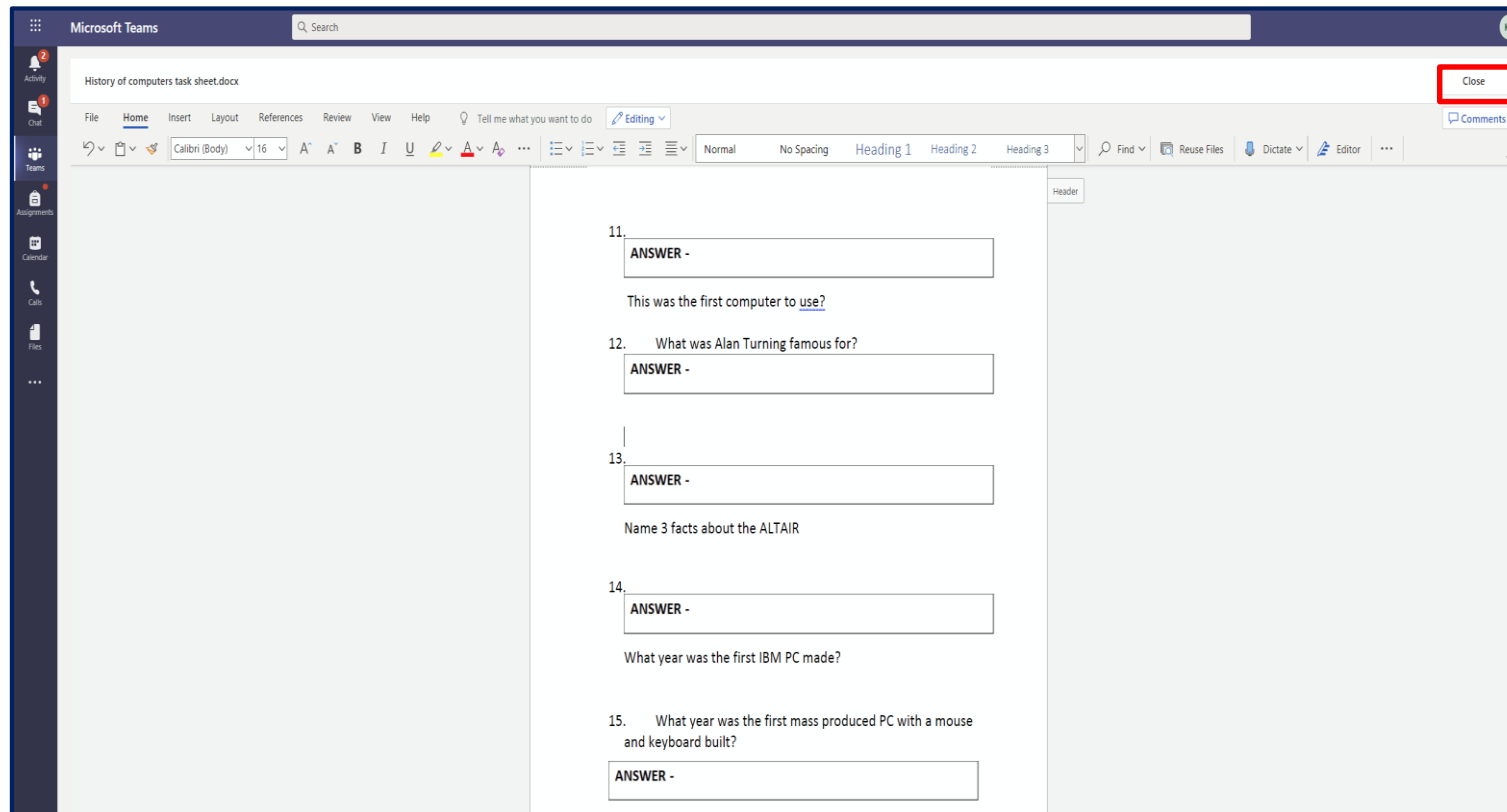 Microsoft Teams
Search
2
Activity
1
Chat
Teams
Assignments
Calendar
Calls
Files
History of computers task sheet.docx
Close
File Home Insert Layout References Review View Help Tell me what you want to do Editing
Comments
Calibri (Body) 16 A A B I U A A Normal No Spacing Heading 1 Heading 2 Heading 3 Find Reuse Files Dictate Editor
Header
11.
ANSWER -
This was the first computer to use?
12. What was Alan Turning famous for?
ANSWER -
13.
ANSWER -
Name 3 facts about the ALTAIR
14.
ANSWER -
What year was the first IBM PC made?
15. What year was the first mass produced PC with a mouse
and keyboard built?
ANSWER -